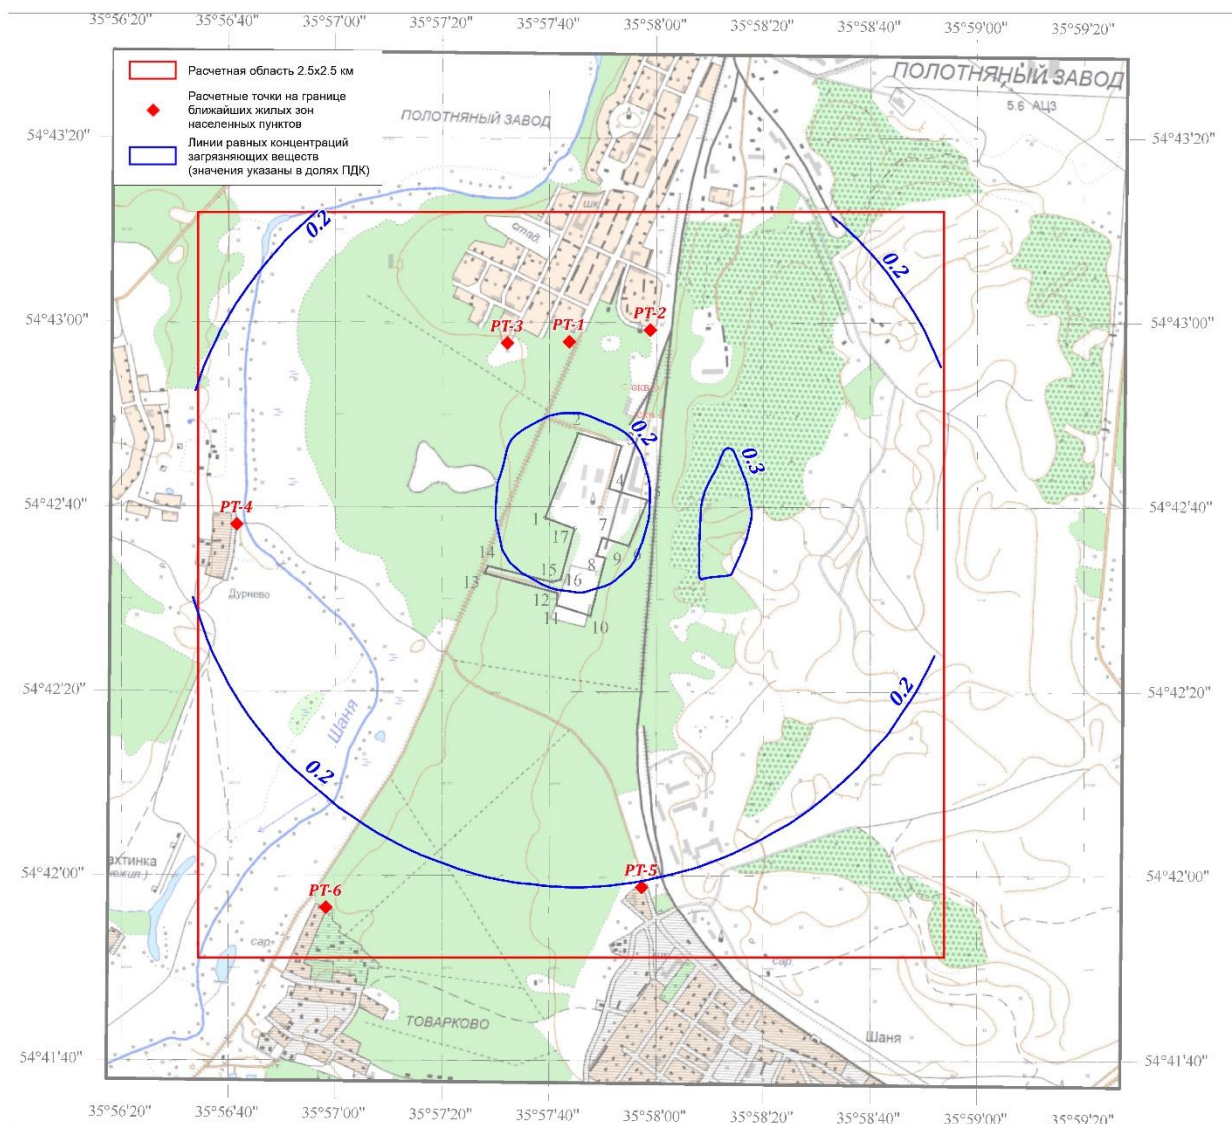 35°56'20" 35°56'40" 35°57'00" 35°57'20" 35°57'40" 35°58'00" 35°58'20" 35°58'40" 35°59'00" 35°59'20"
Расчетная область 2.5х2.5 км
Расчетные точки на границе
ближайших жилых зон
населенных пунктов
Линии равных концентраций
загрязняющих веществ
(значения указаны в долях ПДК)
ПОЛОТНЯНЫЙ ЗАВОД
5.6 АЦЗ
ПОЛОТНЯНЫЙ ЗАВОД
54°43'20"
54°43'20"
шк.
стад.
0.2
0.2
54°43'00"
54°43'00"
РТ-3
РТ-1
РТ-2
2
0.2
0.3
4
5
54°42'40"
54°42'40"
РТ-4
1
17
7
6
9
8
14
13
15
16
12
11
10
Дурнево
54°42'20"
54°42'20"
Шаня
0.2
0.2
ахтинка
54°42'00"
54°42'00"
РТ-5
РТ-6
сар.
сар.
ТОВАРКОВО
Шаня
54°41'40"
54°41'40"
35°56'20" 35°56'40" 35°57'00" 35°57'20" 35°57'40" 35°58'00" 35°58'20" 35°58'40" 35°59'00" 35°59'20"